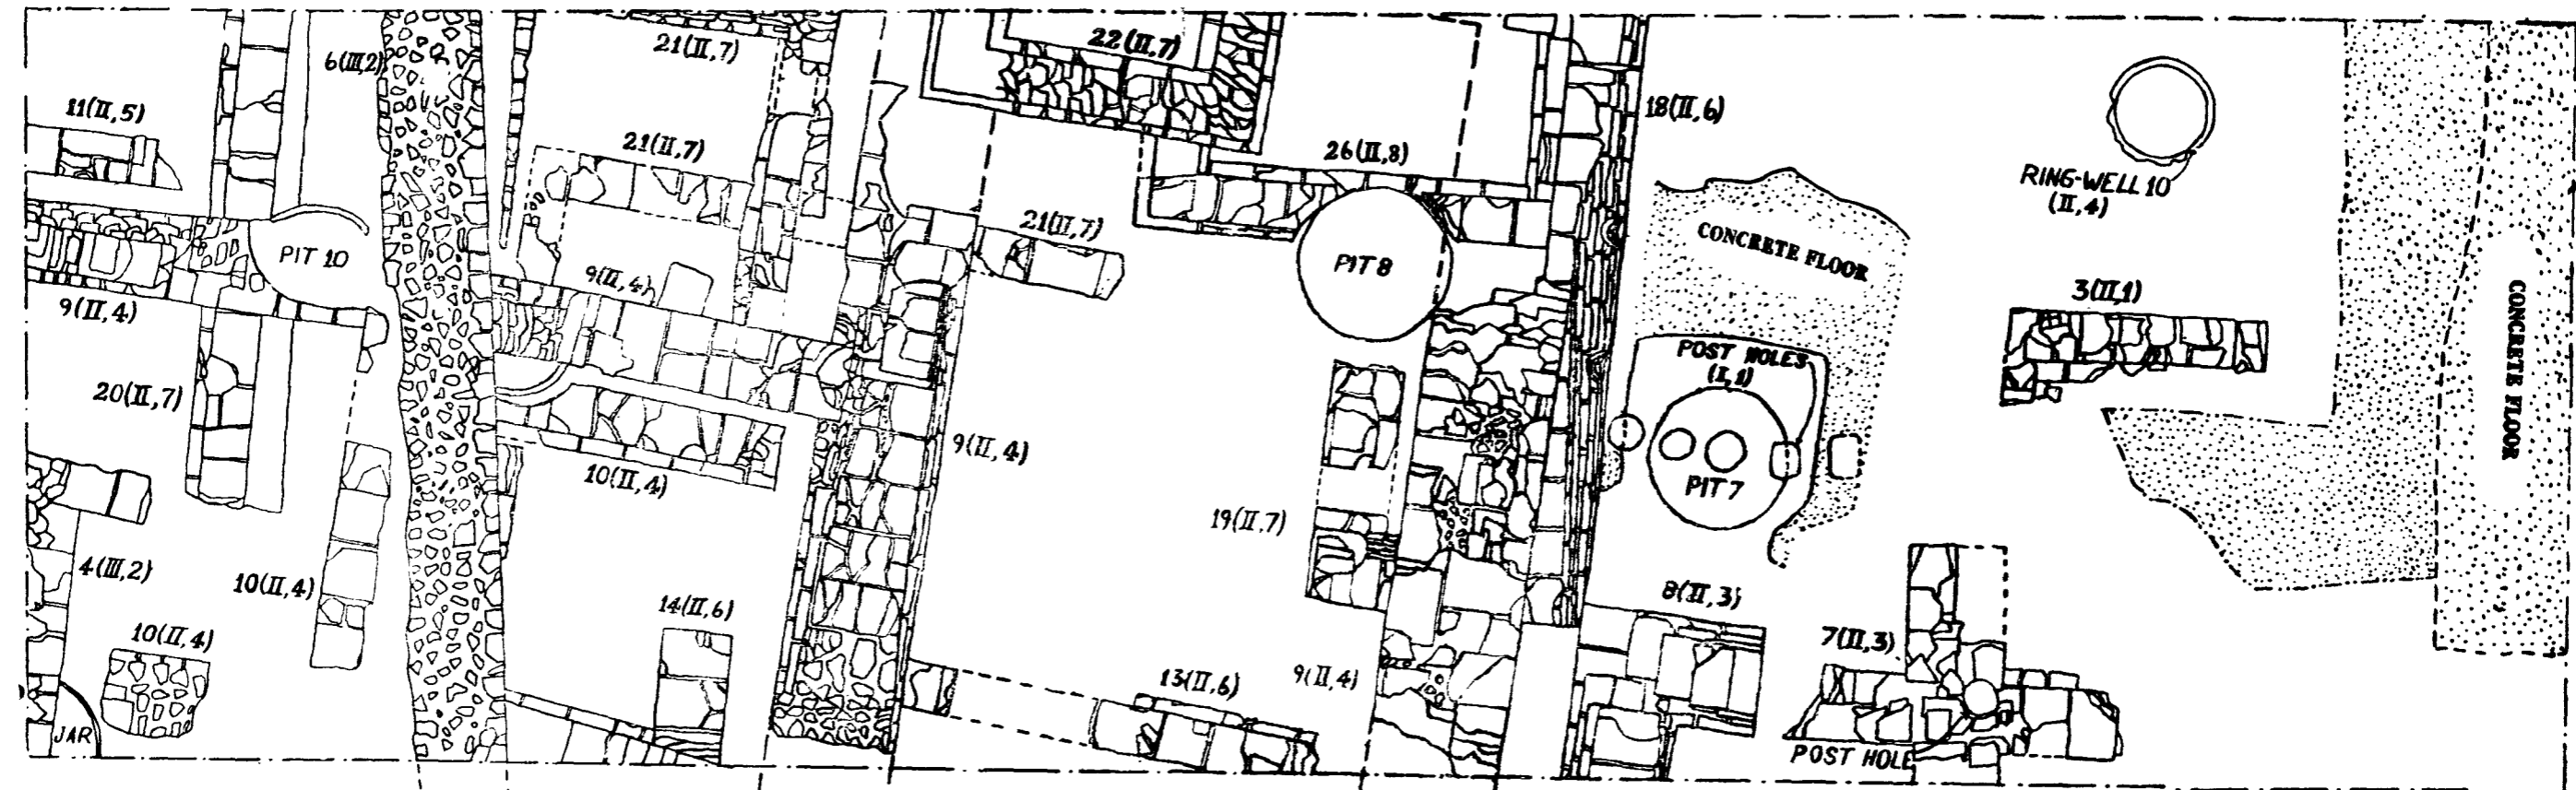 6(III,2)
21(II,7)
22(II,7)
11(II,5)
18(II,6)
21(II,7)
26(II,8)
RING-WELL 10
(II,4)
21(II,7)
CONCRETE FLOOR
PIT 10
PIT 8
9(II,4)
9(II,4)
3(II,1)
CONCRETE FLOOR
POST HOLES
(I,1)
20(II,7)
9(II,4)
10(II,4)
PIT 7
19(II,7)
4(III,2)
10(II,4)
14(II,6)
8(II,3)
10(II,4)
7(II,3)
13(II,6)
9(II,4)
JAR
POST HOLE